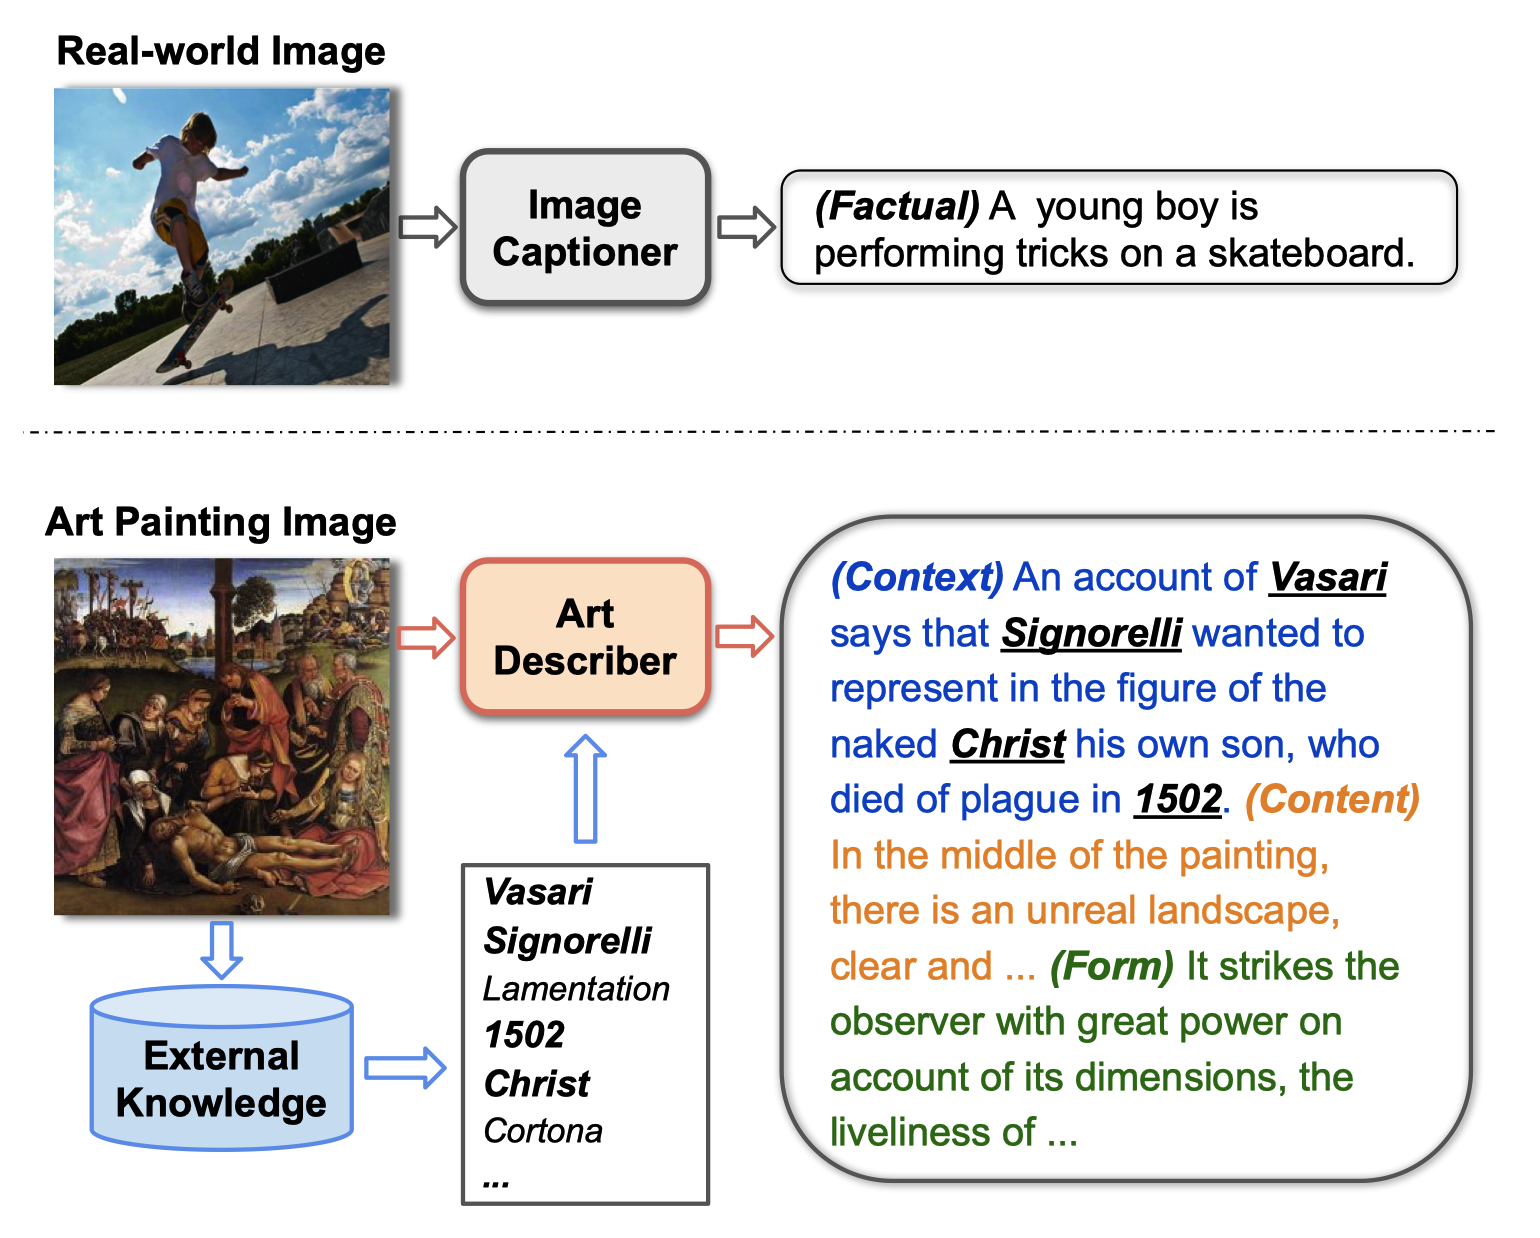 Real-world Image
Image
Captioner
(Factual) A young boy is
performing tricks on a skateboard.
Art Painting Image
Art
Describer
External
Knowledge
Vasari
Signorelli
Lamentation
1502
Christ
Cortona
...
(Context) An account of Vasari
says that Signorelli wanted to
represent in the figure of the
naked Christ his own son, who
died of plague in 1502. (Content)
In the middle of the painting,
there is an unreal landscape,
clear and ... (Form) It strikes the
observer with great power on
account of its dimensions, the
liveliness of ...